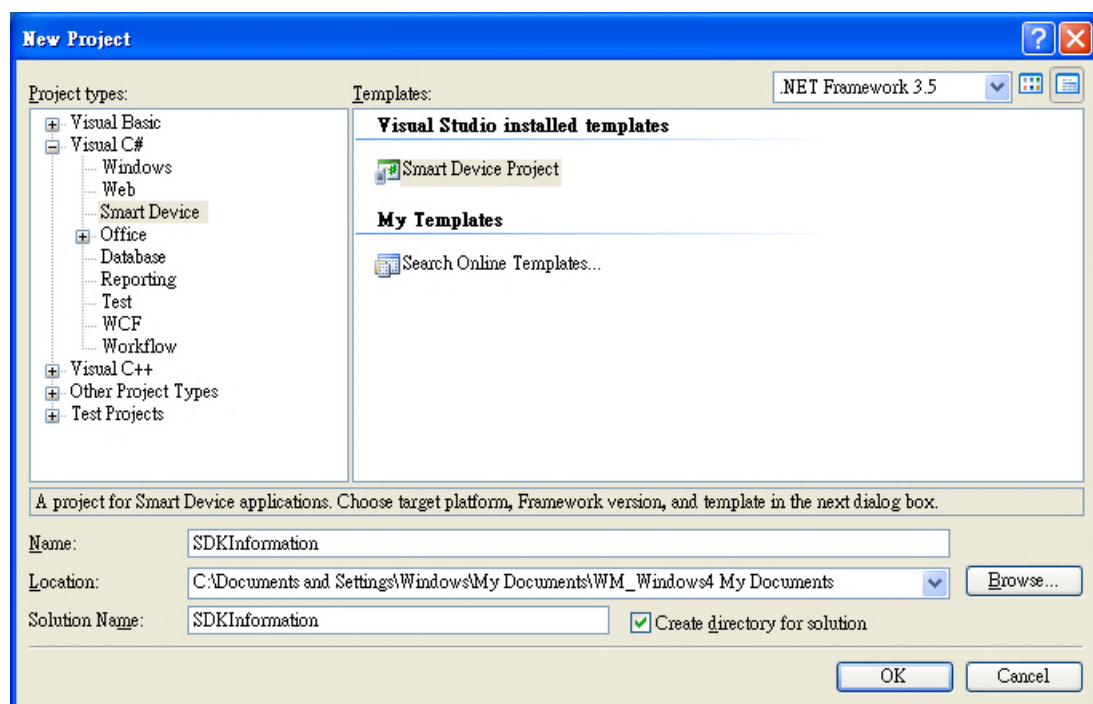 New Project
Project types:
Templates:
.NET Framework 3.5
Visual Basic
Visual C#
Windows
Web
Smart Device
Office
Database
Reporting
Test
WCF
Workflow
Visual C++
Other Project Types
Test Projects
Visual Studio installed templates
Smart Device Project
My Templates
Search Online Templates...
A project for Smart Device applications. Choose target platform, Framework version, and template in the next dialog box.
Name: SDKInformation
Location: C:\Documents and Settings\Windows\My Documents\WM_Windows4 My Documents Browse...
Solution Name: SDKInformation Create directory for solution
OK Cancel